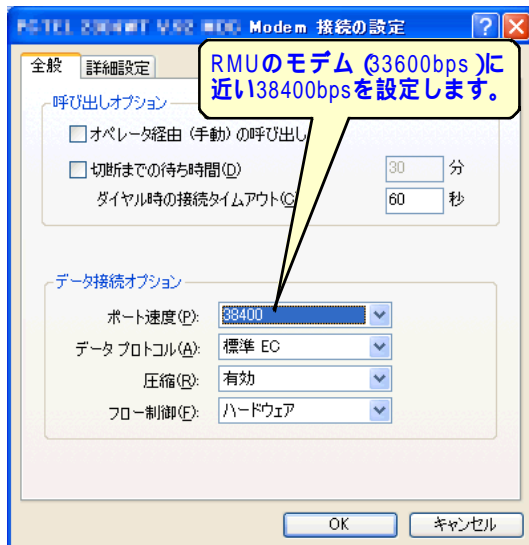 Modem 接続の設定
全般 詳細設定
RMUのモデム (33600bps)に
近い38400bpsを設定します。
呼び出しオプション
オペレータ経由 (手動) の呼び出し
切断までの待ち時間(D) 30 分
ダイヤル時の接続タイムアウト(C) 60 秒
データ接続オプション
ポート速度(P): 38400
データ プロトコル(A): 標準 EC
圧縮(R): 有効
フロー制御(F): ハードウェア
OK キャンセル